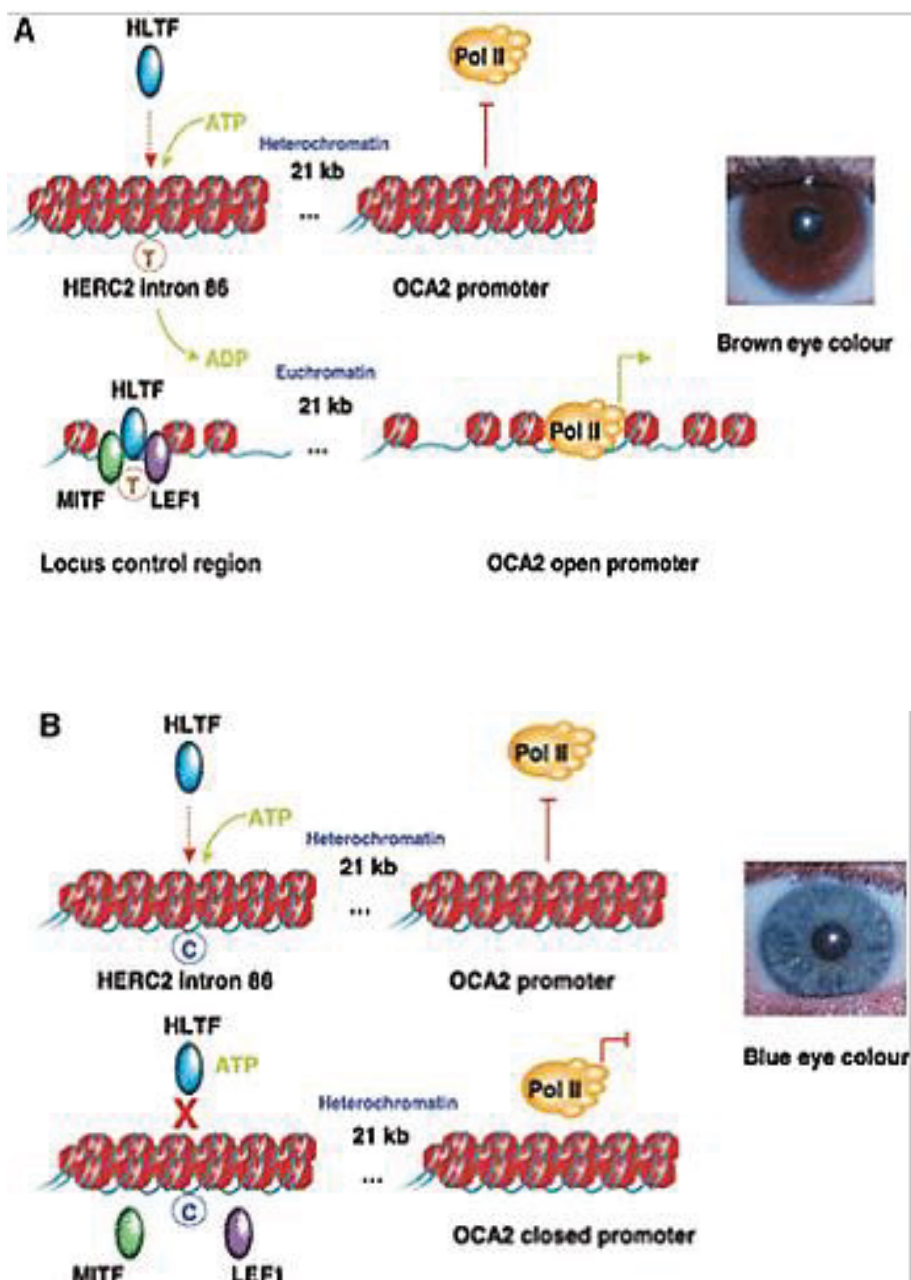 A
HLTF
Pol II
ATP
Heterochromatin
21 kb
...
T
HERC2 intron 86
OCA2 promoter
Brown eye colour
ADP
Euchromatin
HLTF
21 kb
Pol II
...
MITF
T
LEF1
Locus control region
OCA2 open promoter
B
HLTF
Pol II
ATP
Heterochromatin
21 kb
...
C
HERC2 intron 86
OCA2 promoter
HLTF
ATP
Blue eye colour
Pol II
X
Heterochromatin
21 kb
...
C
OCA2 closed promoter
MITF
LEF1